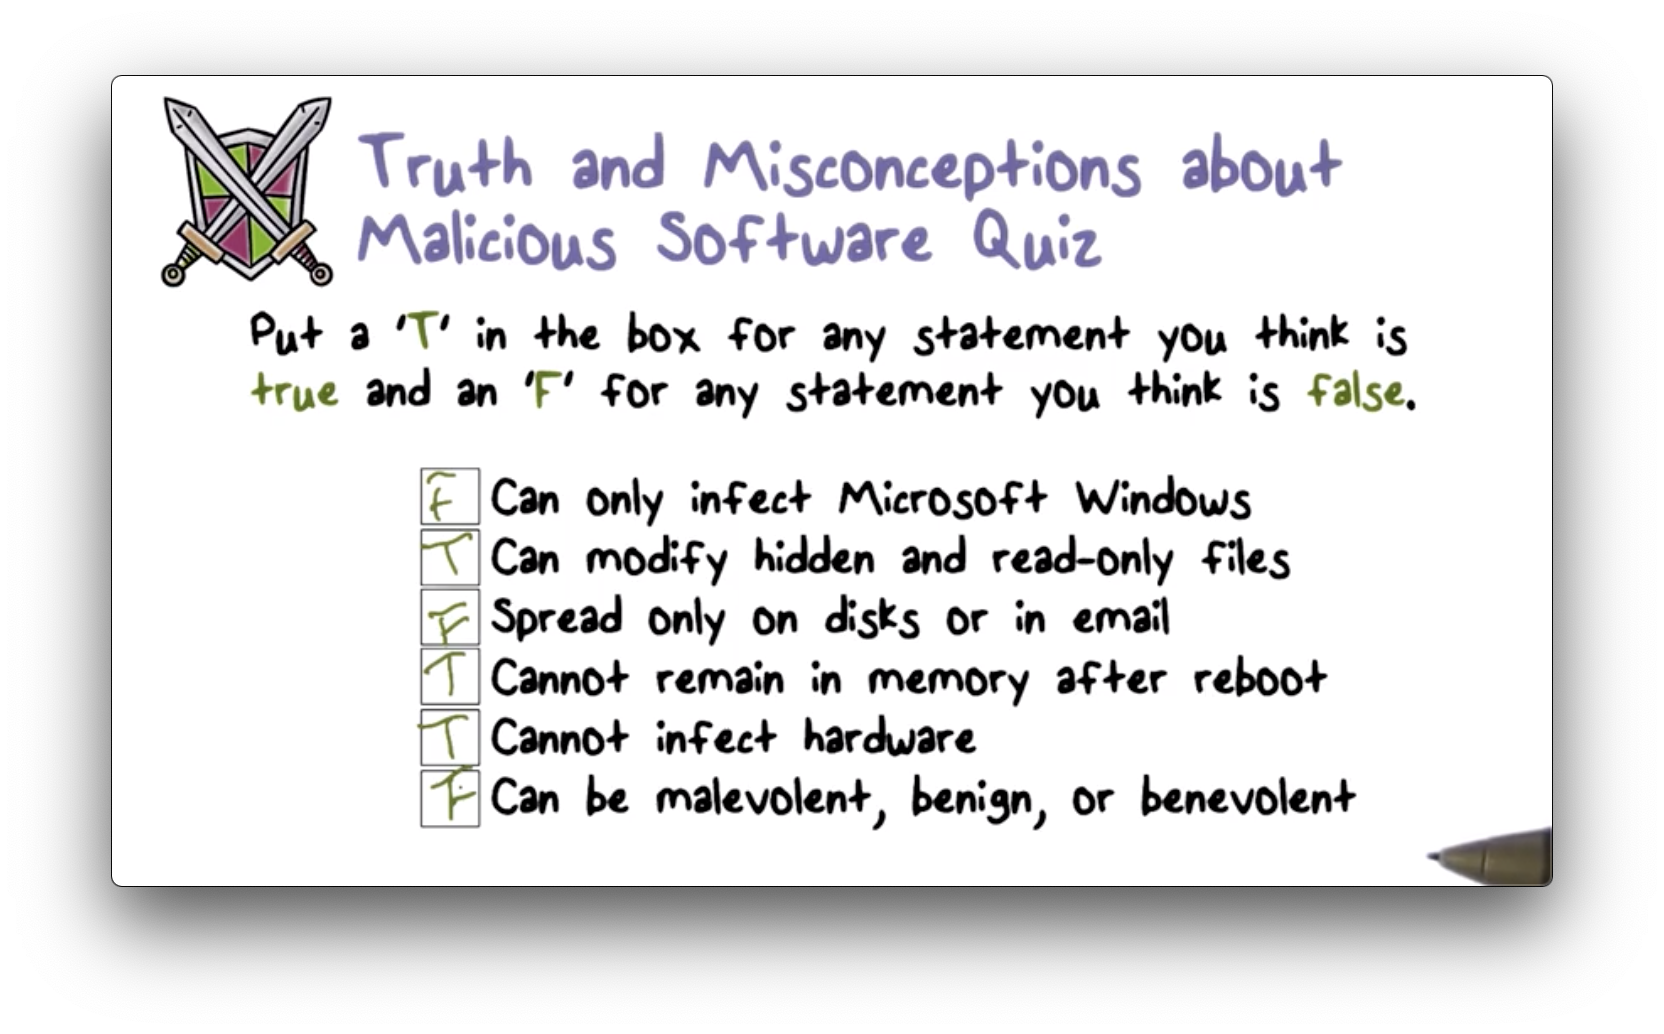 Truth and Misconceptions about
Malicious Software Quiz
Put a 'T' in the box for any statement you think is
true and an 'F' for any statement you think is false.
F Can only infect Microsoft Windows
T Can modify hidden and read-only files
F Spread only on disks or in email
T Cannot remain in memory after reboot
T Cannot infect hardware
F Can be malevolent, benign, or benevolent